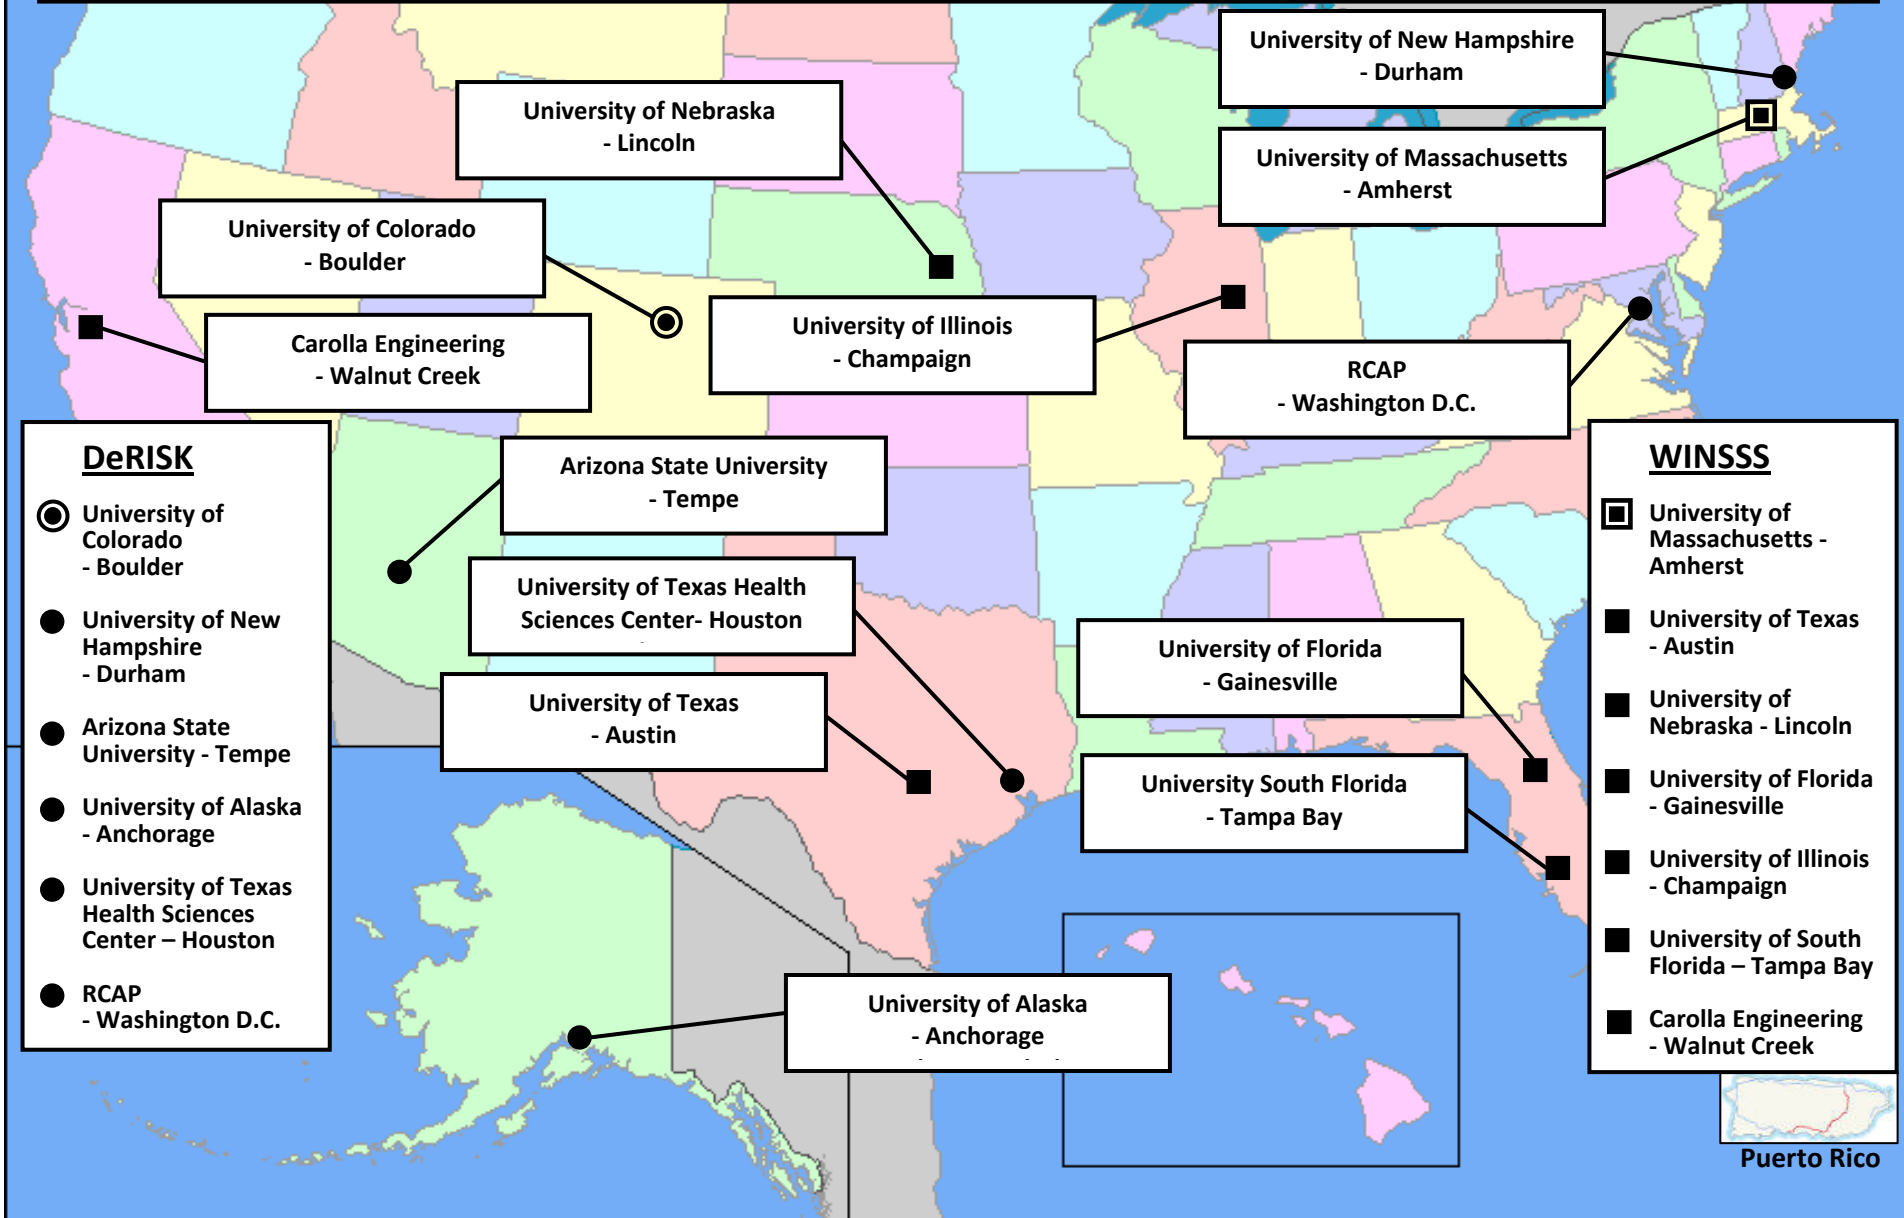 University of New Hampshire
- Durham
University of Nebraska
- Lincoln
University of Massachusetts
- Amherst
University of Colorado
- Boulder
University of Illinois
- Champaign
Carolla Engineering
- Walnut Creek
RCAP
- Washington D.C.
Arizona State University
- Tempe
University of Texas Health
Sciences Center- Houston
University of Florida
- Gainesville
University of Texas
- Austin
University South Florida
- Tampa Bay
University of Alaska
- Anchorage
DeRISK
University of
Colorado
- Boulder
University of New
Hampshire
- Durham
Arizona State
University - Tempe
University of Alaska
- Anchorage
University of Texas
Health Sciences
Center – Houston
RCAP
- Washington D.C.
WINSSS
University of
Massachusetts -
Amherst
University of Texas
- Austin
University of
Nebraska - Lincoln
University of Florida
- Gainesville
University of Illinois
- Champaign
University of South
Florida – Tampa Bay
Carolla Engineering
- Walnut Creek
Puerto Rico